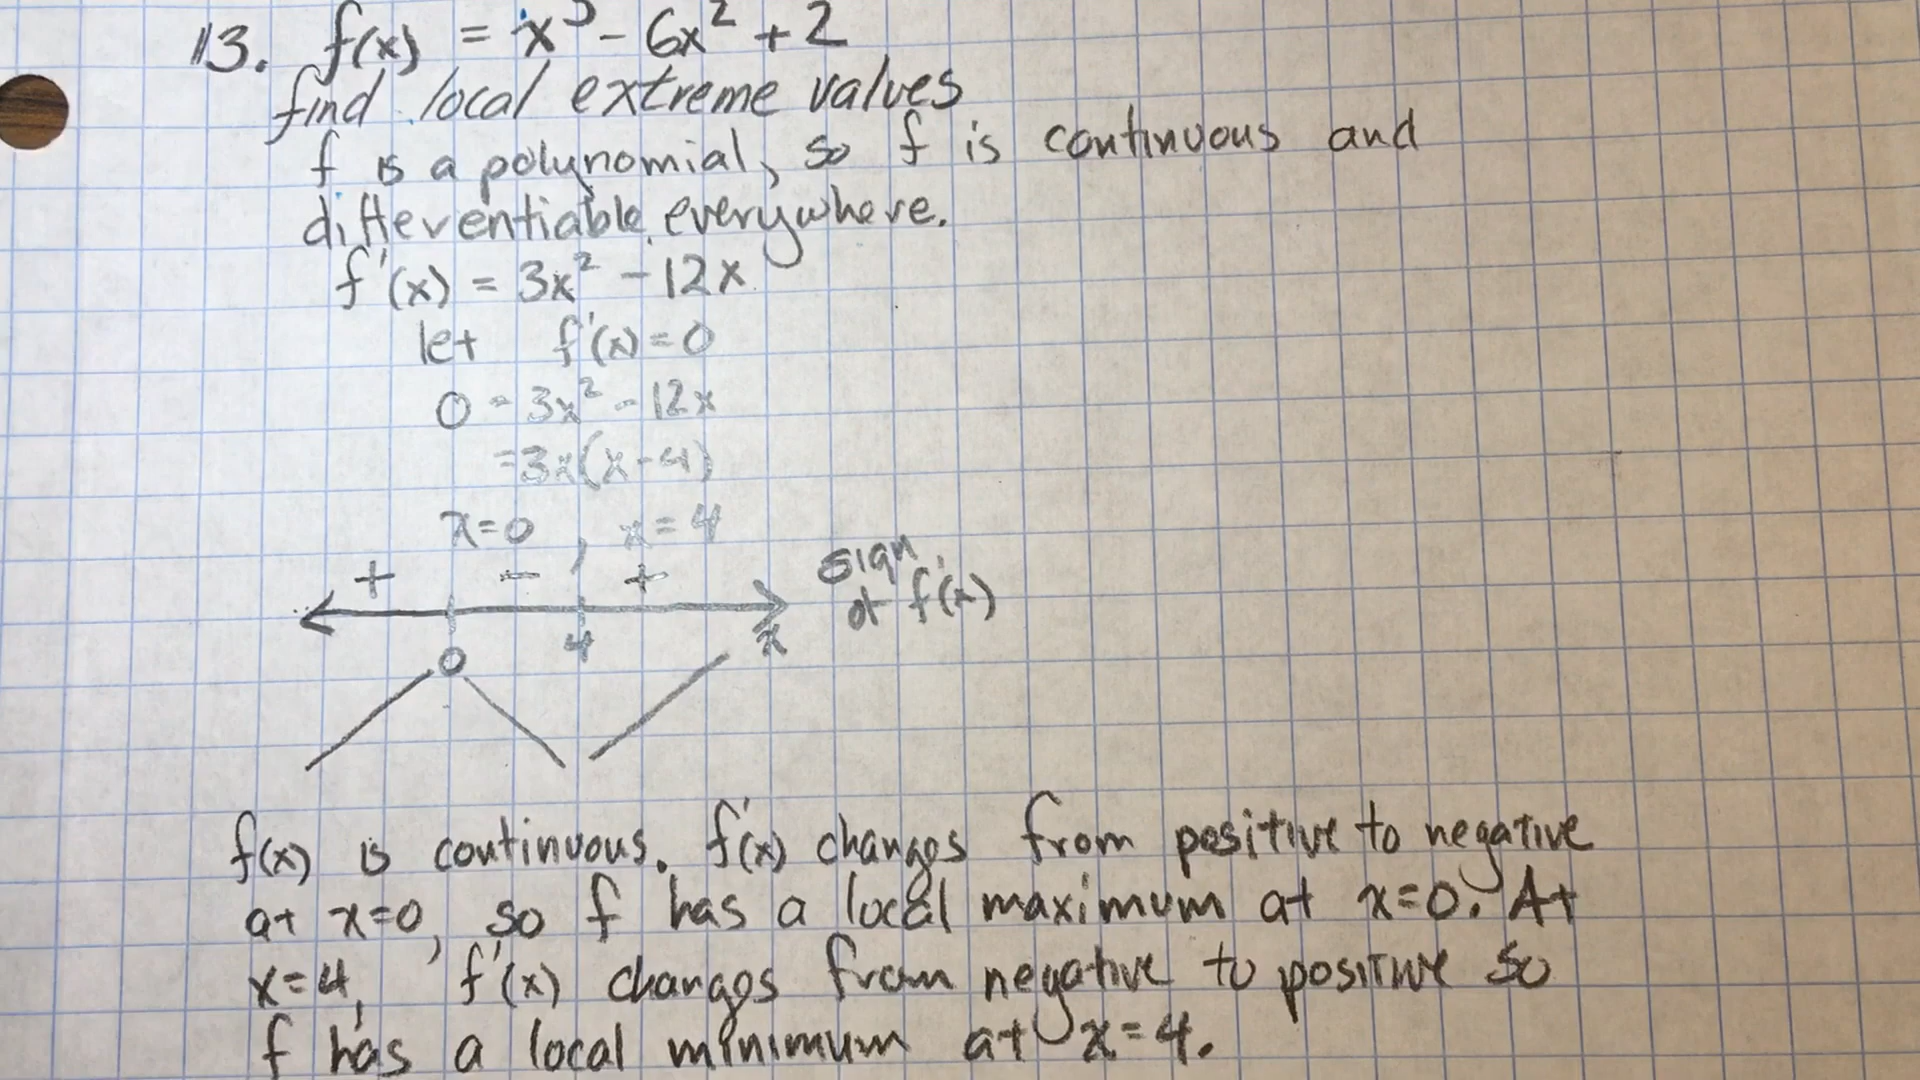 13. f(x) = x³ - 6x² + 2
find local extreme values
f is a polynomial, so f is continuous and
differentiable everywhere.
f'(x) = 3x² - 12x
let f'(x) = 0
0 = 3x² - 12x
= 3x(x-4)
x=0 , x=4
+ - + sign
of f'(x)
0 4 x
f(x) is continuous. f'(x) changes from positive to negative
at x=0, so f has a local maximum at x=0. At
x=4, f'(x) changes from negative to positive so
f has a local minimum at x=4.